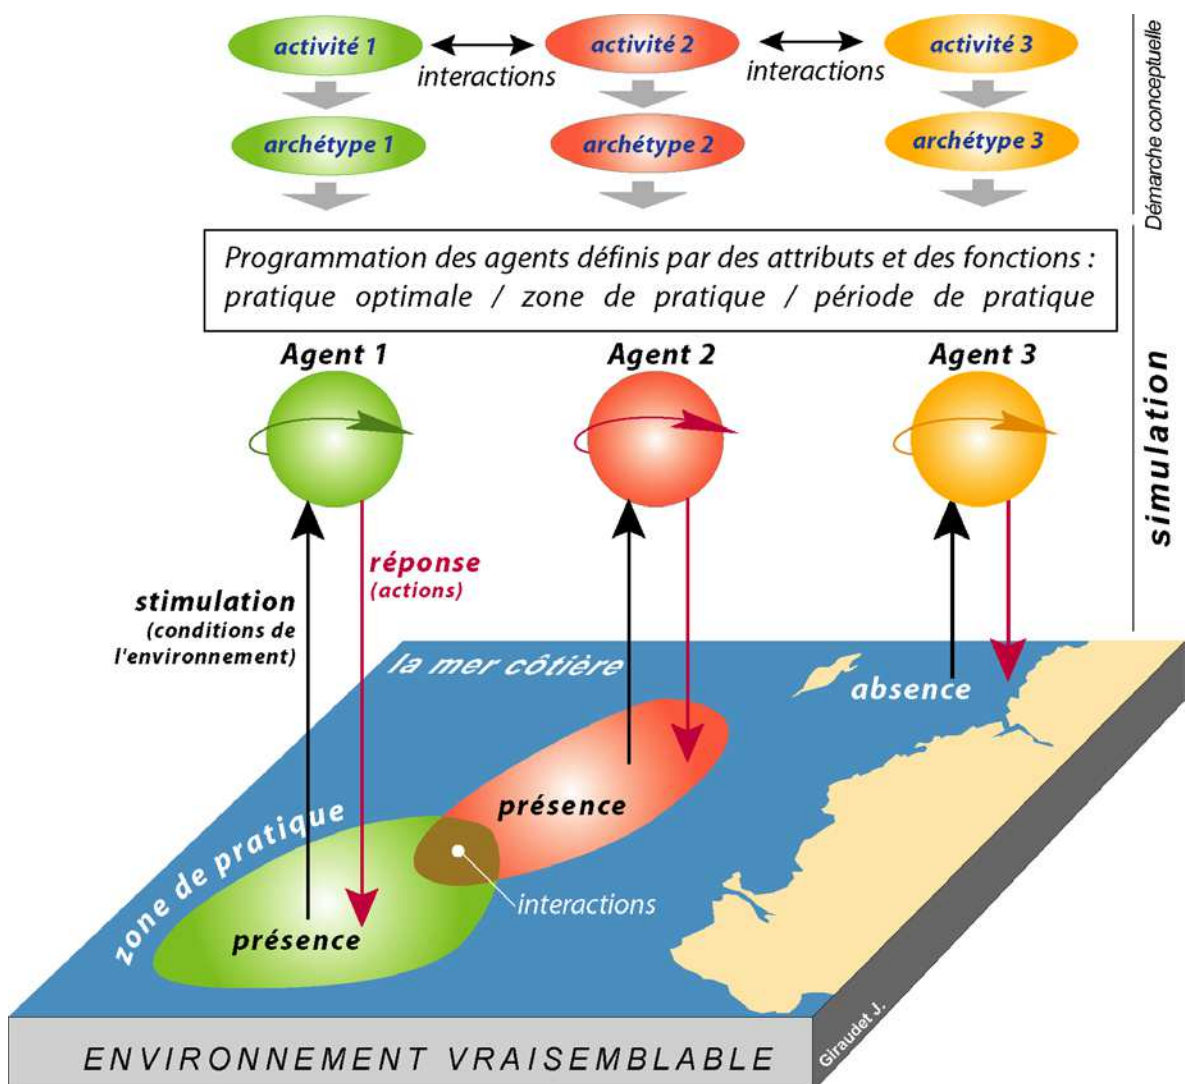 activité 1
activité 2
activité 3
interactions
interactions
archétype 1
archétype 2
archétype 3
Démarche conceptuelle
Programmation des agents définis par des attributs et des fonctions :
pratique optimale / zone de pratique / période de pratique
Agent 1
Agent 2
Agent 3
simulation
réponse
(actions)
stimulation
(conditions de
l'environnement)
la mer côtière
absence
présence
zone de pratique
interactions
présence
Giraudet J.
ENVIRONNEMENT VRAISEMBLABLE